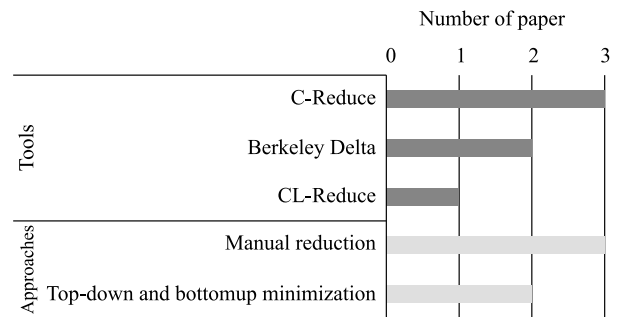 Number of paper
0 1 2 3
Tools
C-Reduce
Berkeley Delta
CL-Reduce
Approaches
Manual reduction
Top-down and bottomup minimization